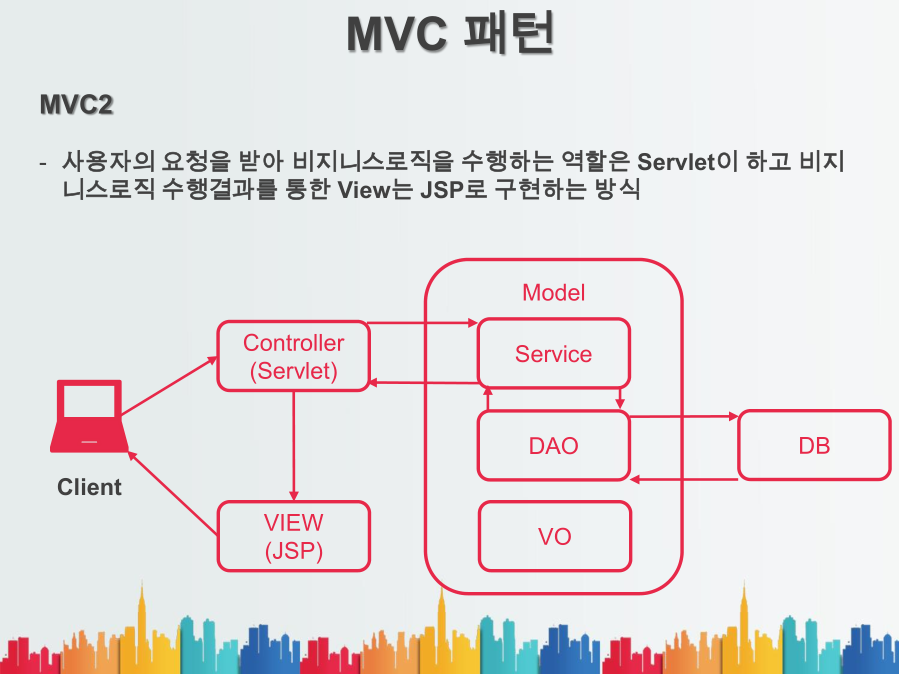 MVC 패턴
MVC2
- 사용자의 요청을 받아 비지니스로직을 수행하는 역할은 Servlet이 하고 비지
니스로직 수행결과를 통한 View는 JSP로 구현하는 방식
Model
Controller
(Servlet)
Service
DAO
DB
Client
VIEW
(JSP)
VO